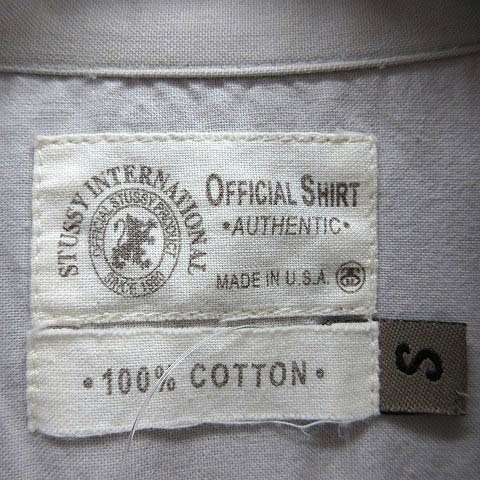 STUSSY INTERNATIONAL
OFFICIAL STUSSY PRODUCT
SINCE 1980
OFFICIAL SHIRT
•AUTHENTIC•
MADE IN U.S.A.
•100% COTTON•
S